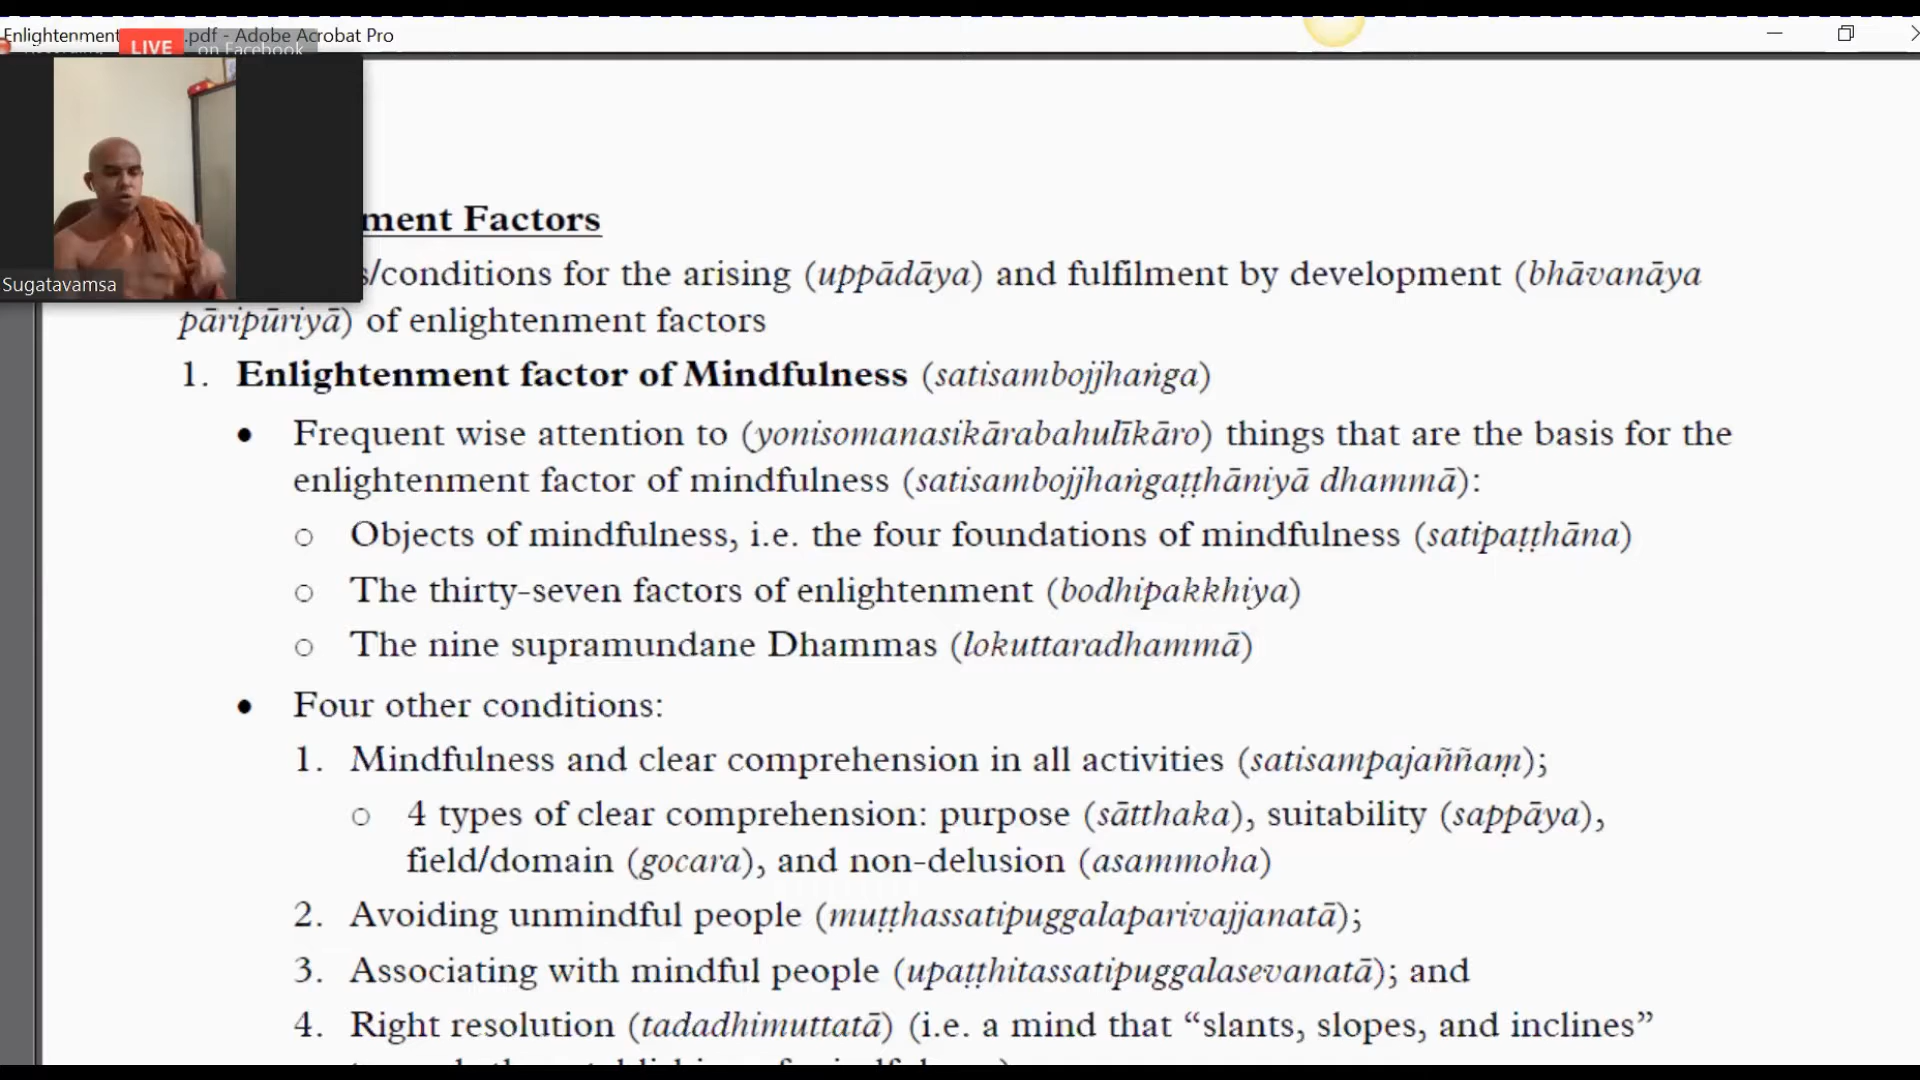 Enlightenment .pdf - Adobe Acrobat Pro
LIVE on Facebook
Sugatavamsa
ment Factors
s/conditions for the arising (uppādāya) and fulfilment by development (bhāvanāya
pāripūriyā) of enlightenment factors
1. Enlightenment factor of Mindfulness (satisambojjhaṅga)
● Frequent wise attention to (yonisomanasikārabahulīkāro) things that are the basis for the
enlightenment factor of mindfulness (satisambojjhaṅgaṭṭhāniyā dhammā):
○ Objects of mindfulness, i.e. the four foundations of mindfulness (satipaṭṭhāna)
○ The thirty-seven factors of enlightenment (bodhipakkhiya)
○ The nine supramundane Dhammas (lokuttaradhammā)
● Four other conditions:
1. Mindfulness and clear comprehension in all activities (satisampajaññaṃ);
○ 4 types of clear comprehension: purpose (sātthaka), suitability (sappāya),
field/domain (gocara), and non-delusion (asammoha)
2. Avoiding unmindful people (muṭṭhassatipuggalaparivajjanatā);
3. Associating with mindful people (upaṭṭhitassatipuggalasevanatā); and
4. Right resolution (tadadhimuttatā) (i.e. a mind that “slants, slopes, and inclines”